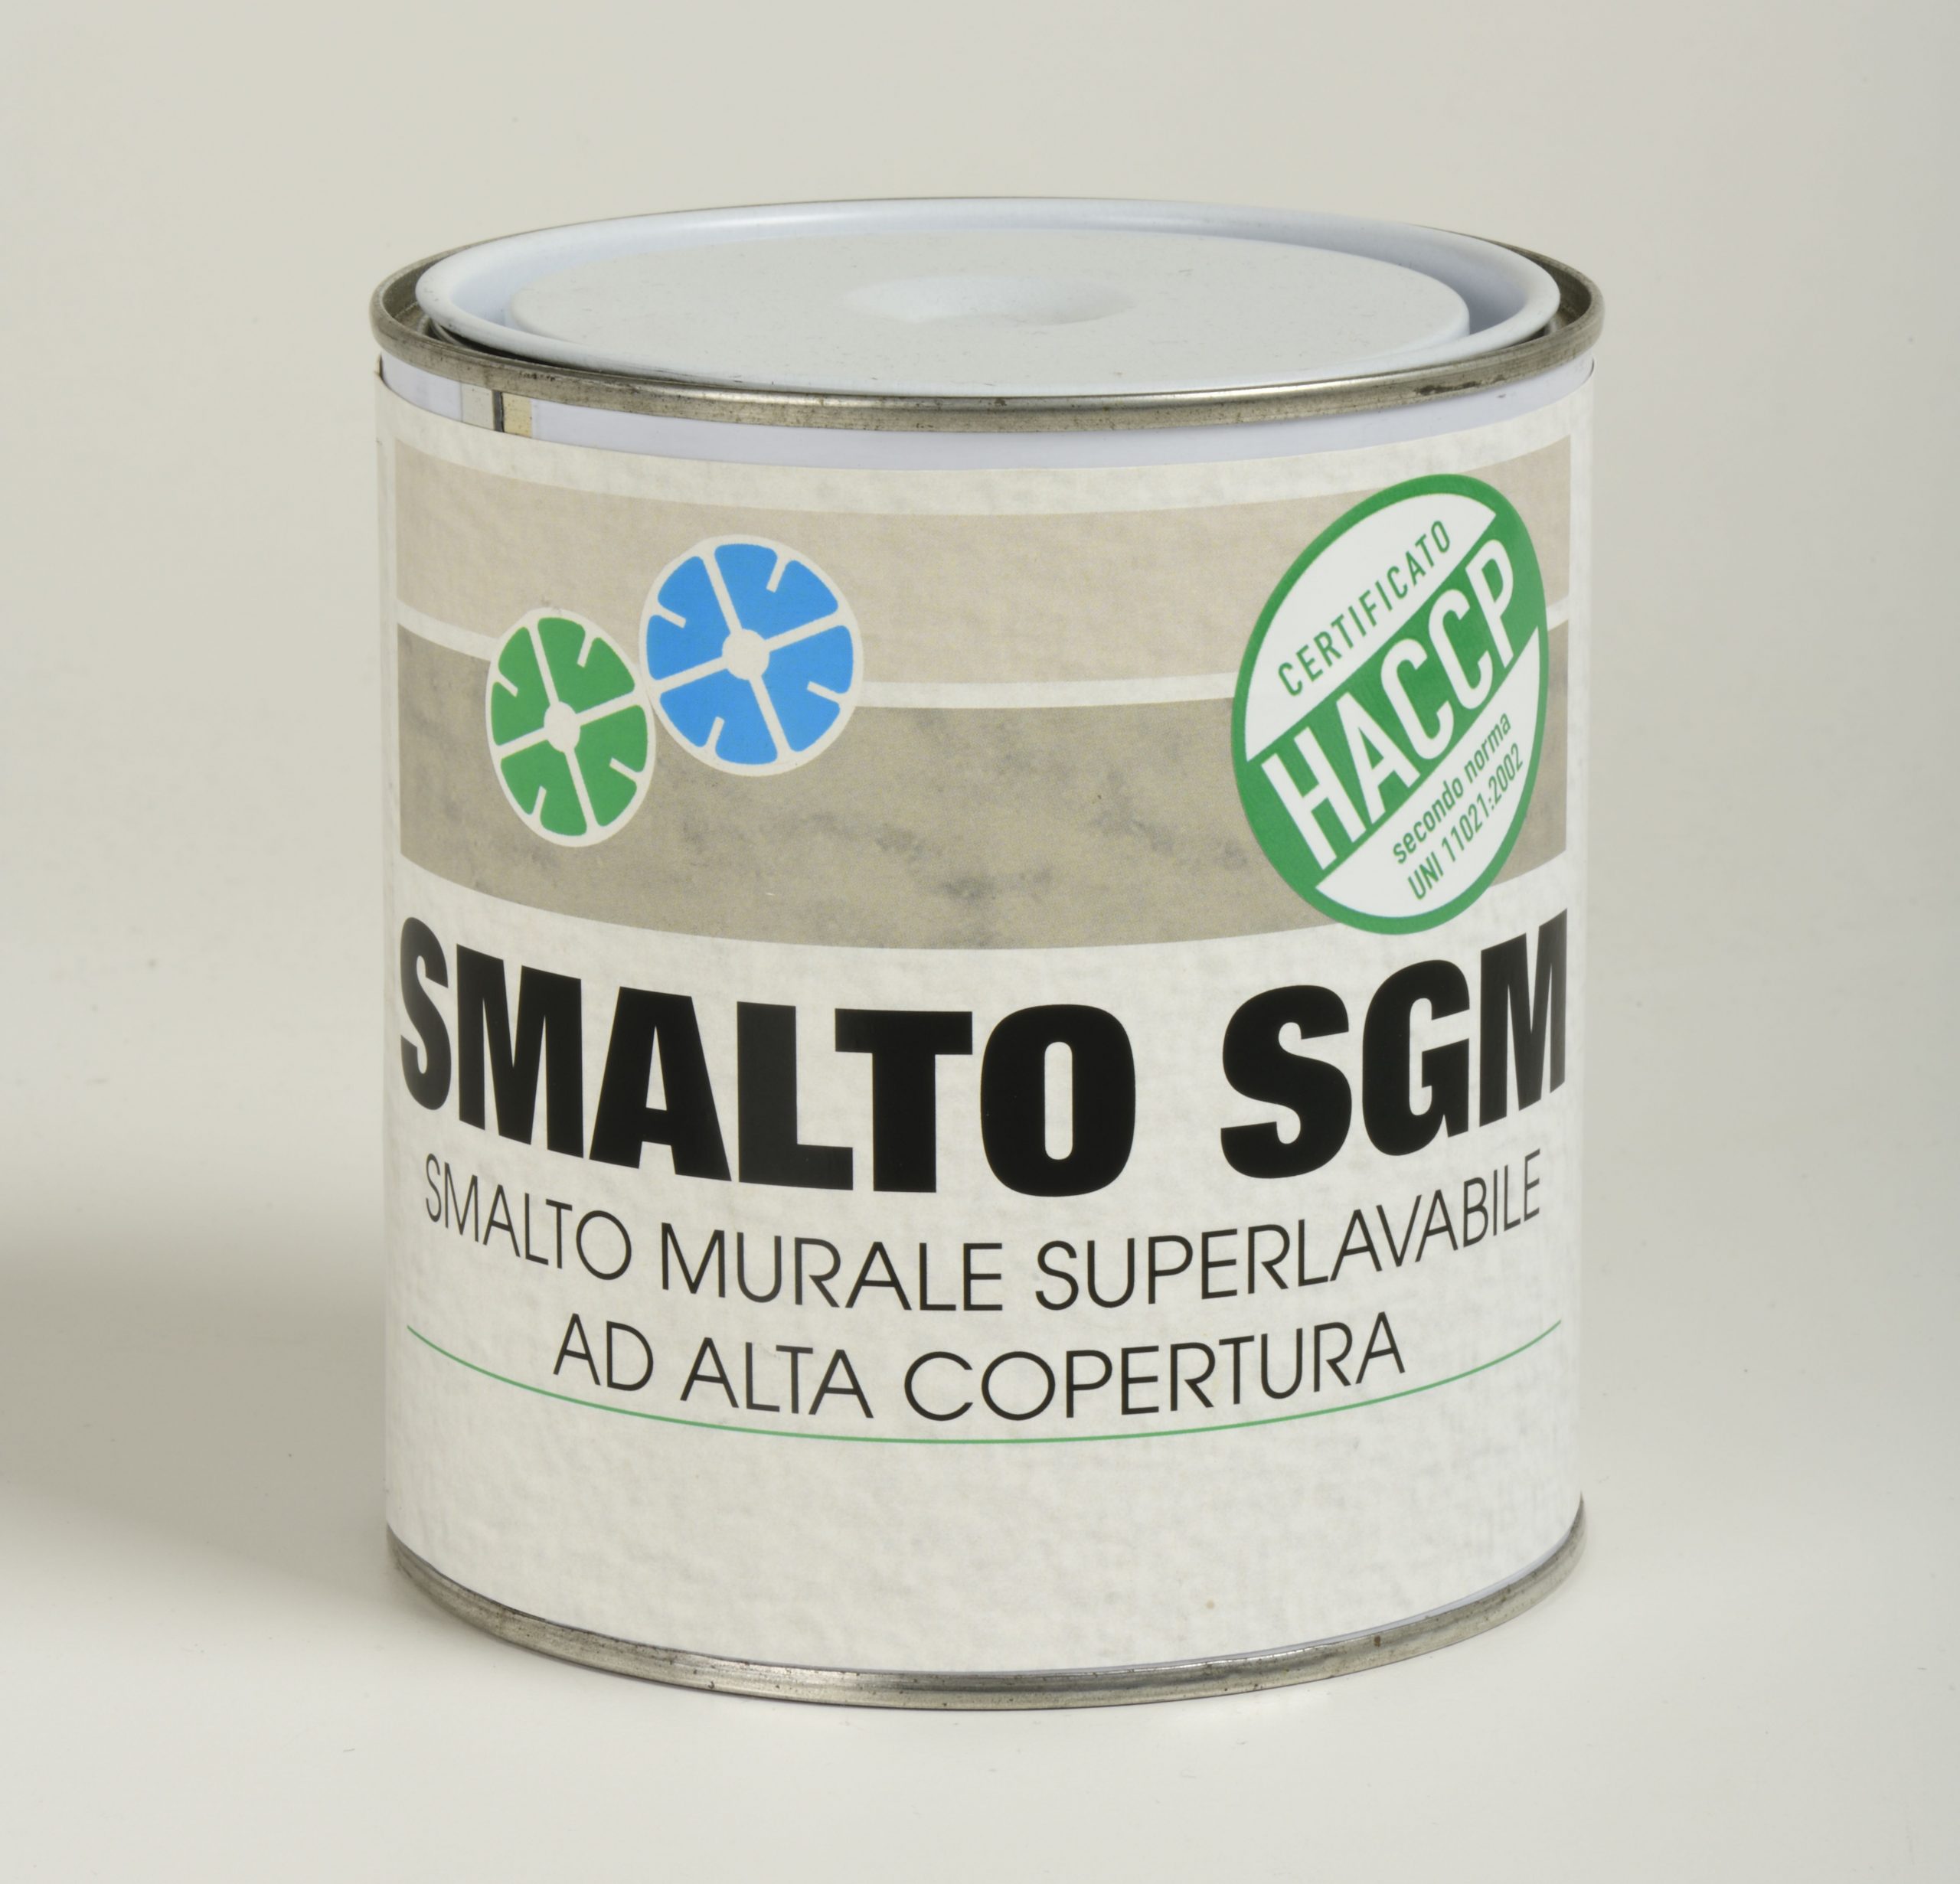 CERTIFICATO
HACCP
secondo norma
UNI 11021:2002
SMALTO SGM
SMALTO MURALE SUPERLAVABILE
AD ALTA COPERTURA